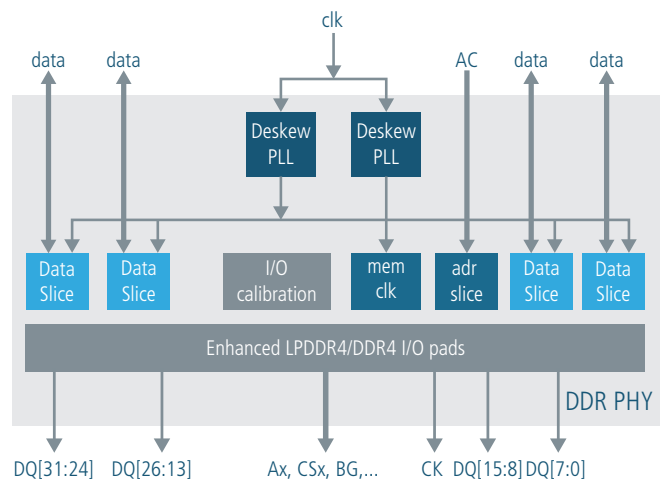 clk
data
data
AC
data
data
Deskew
PLL
Deskew
PLL
Data
Slice
Data
Slice
I/O
calibration
mem
clk
adr
slice
Data
Slice
Data
Slice
Enhanced LPDDR4/DDR4 I/O pads
DDR PHY
DQ[31:24]
DQ[26:13]
Ax, CSx, BG,...
CK
DQ[15:8]
DQ[7:0]